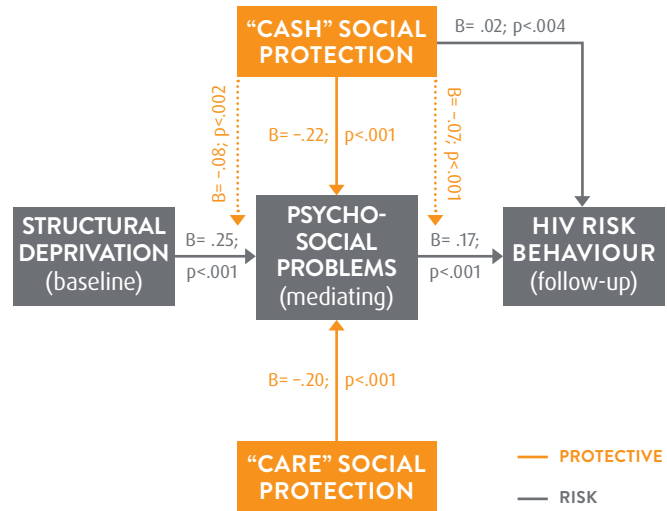 “CASH” SOCIAL
PROTECTION
B= .02; p<.004
B= –.08; p<.002
B= –.22; p<.001
B= –.07; p<.001
STRUCTURAL
DEPRIVATION
(baseline)
B= .25;
p<.001
PSYCHO-
SOCIAL
PROBLEMS
(mediating)
B= .17;
p<.001
HIV RISK
BEHAVIOUR
(follow-up)
B= –.20; p<.001
“CARE” SOCIAL
PROTECTION
PROTECTIVE
RISK